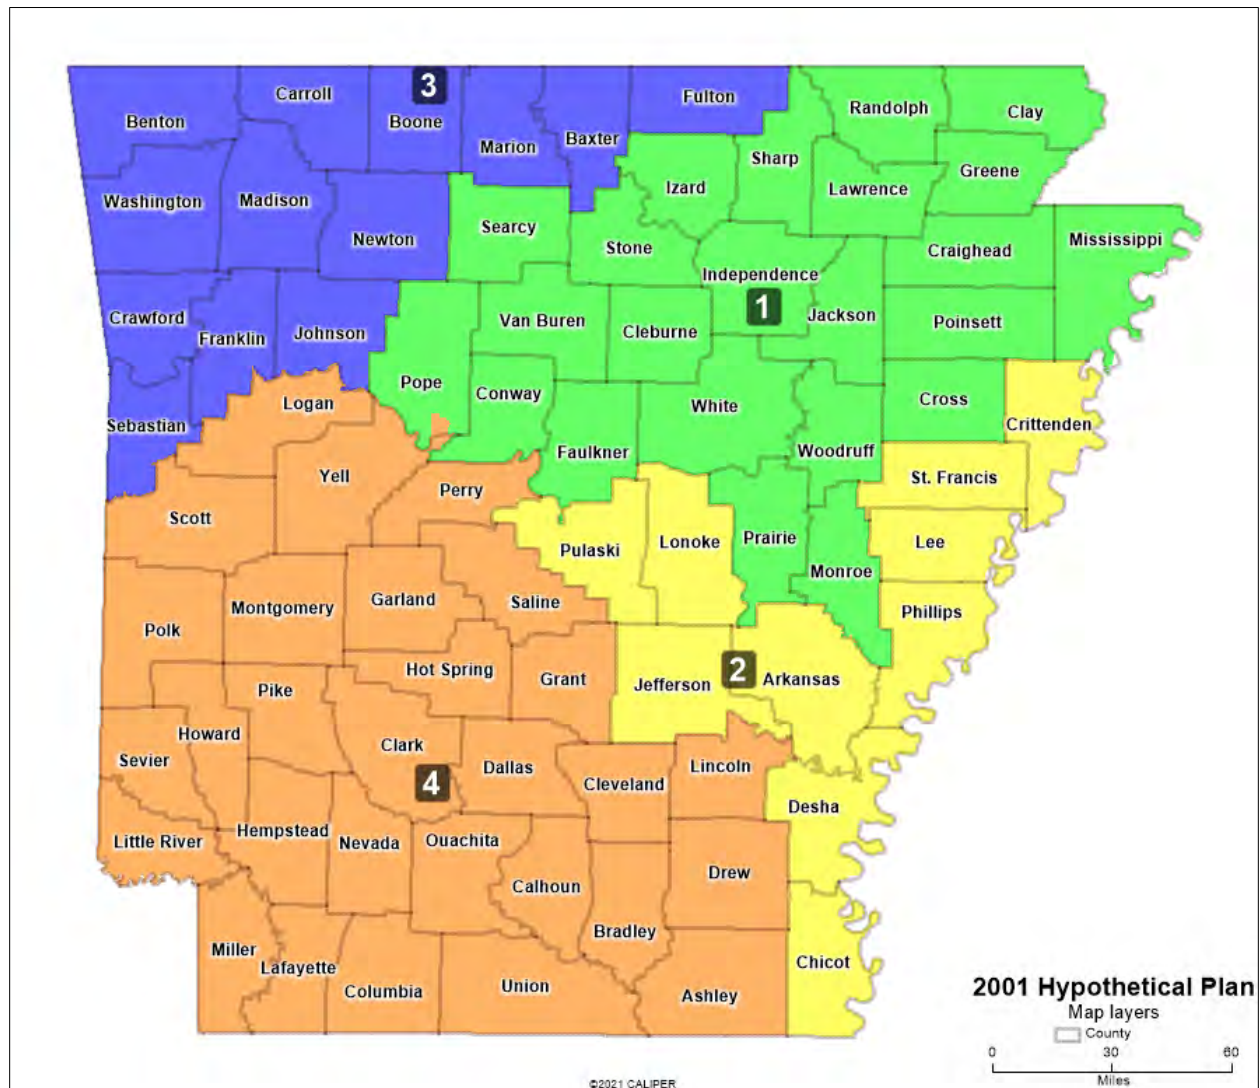 3
Carroll
Fulton
Benton
Boone
Randolph
Clay
Marion
Baxter
Sharp
Greene
Izard
Lawrence
Washington
Madison
Newton
Searcy
Stone
Craighead
Mississippi
Independence
1
Crawford
Franklin
Johnson
Van Buren
Cleburne
Jackson
Poinsett
Pope
Conway
Logan
White
Cross
Sebastian
Crittenden
Faulkner
Woodruff
Yell
Perry
St. Francis
Scott
Pulaski
Lonoke
Prairie
Lee
Monroe
Montgomery
Garland
Saline
Phillips
Polk
Hot Spring
Grant
Jefferson
2
Arkansas
Pike
Howard
Sevier
Clark
4
Dallas
Cleveland
Lincoln
Desha
Little River
Hempstead
Nevada
Ouachita
Calhoun
Drew
Bradley
Miller
Lafayette
Columbia
Union
Ashley
Chicot
2001 Hypothetical Plan
Map layers
County
0 30 60
Miles
©2021 CALIPER